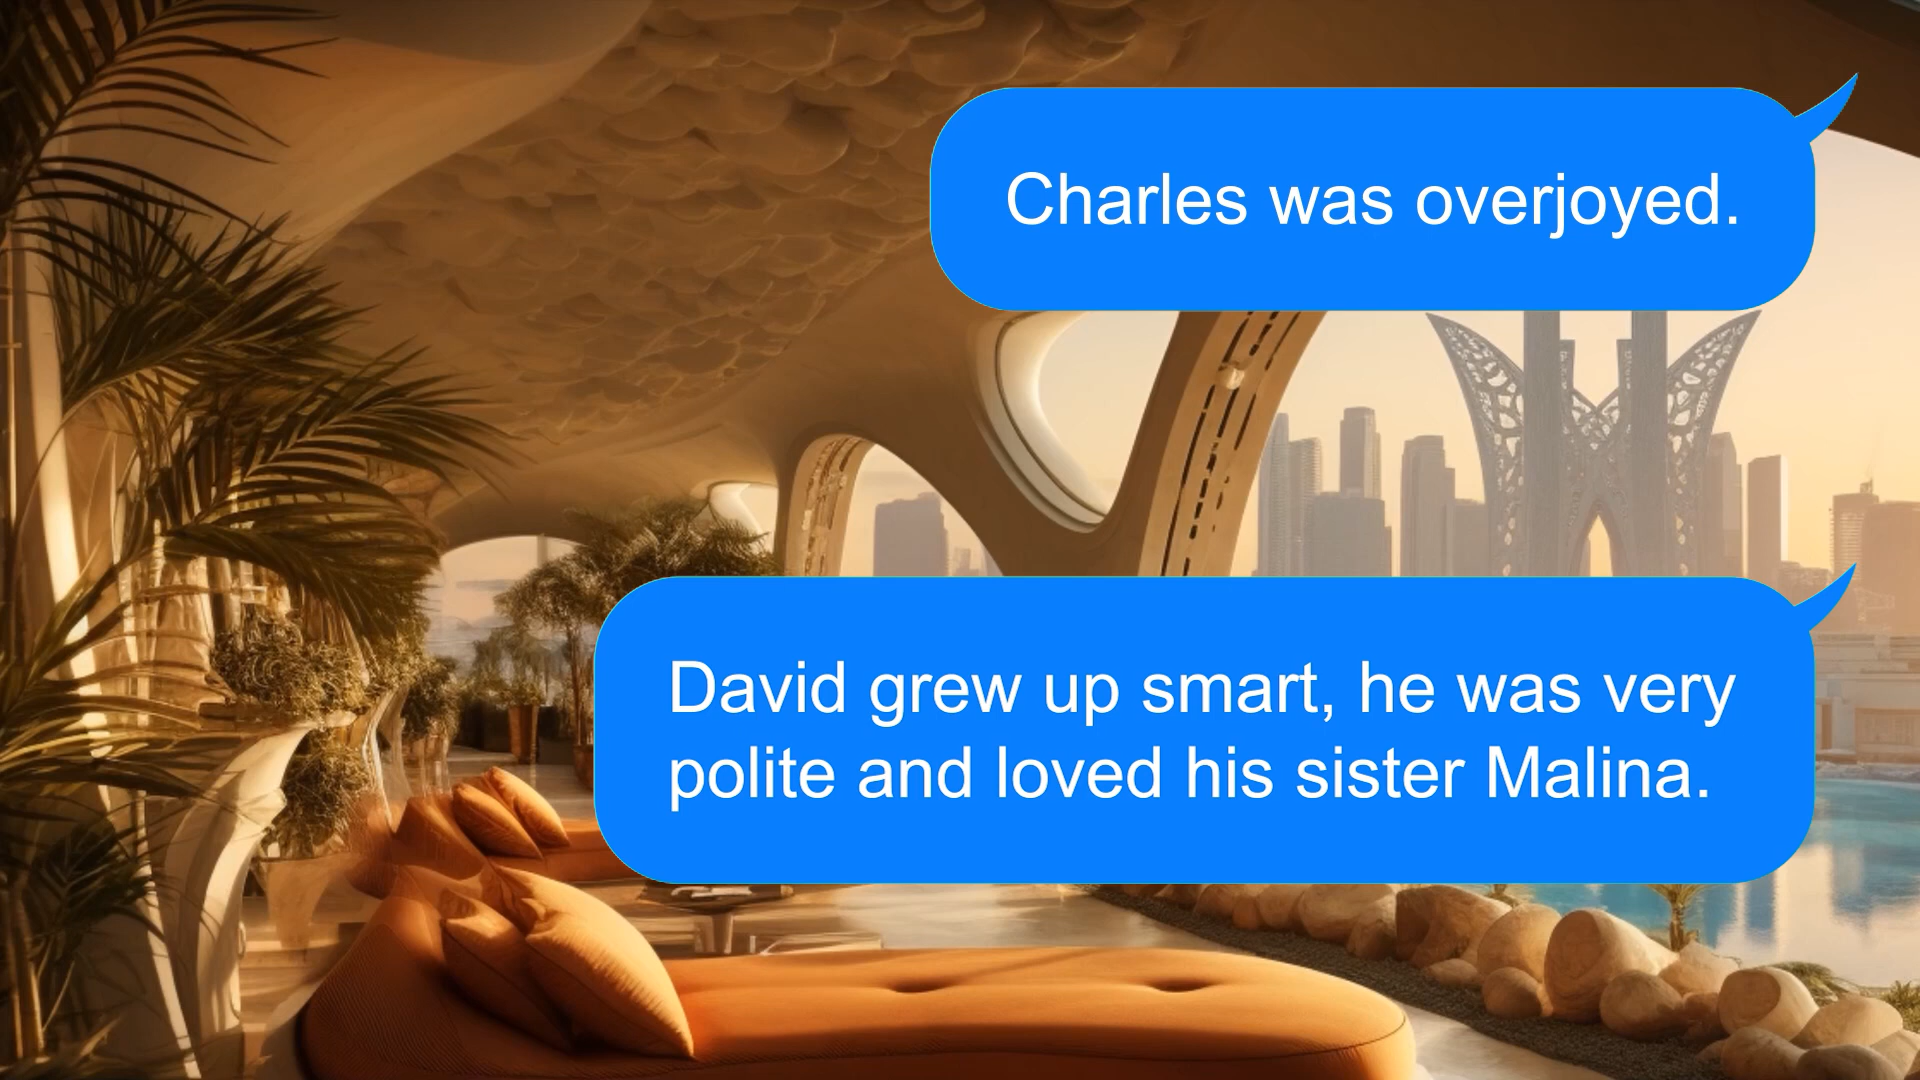 Charles was overjoyed.
David grew up smart, he was very
polite and loved his sister Malina.